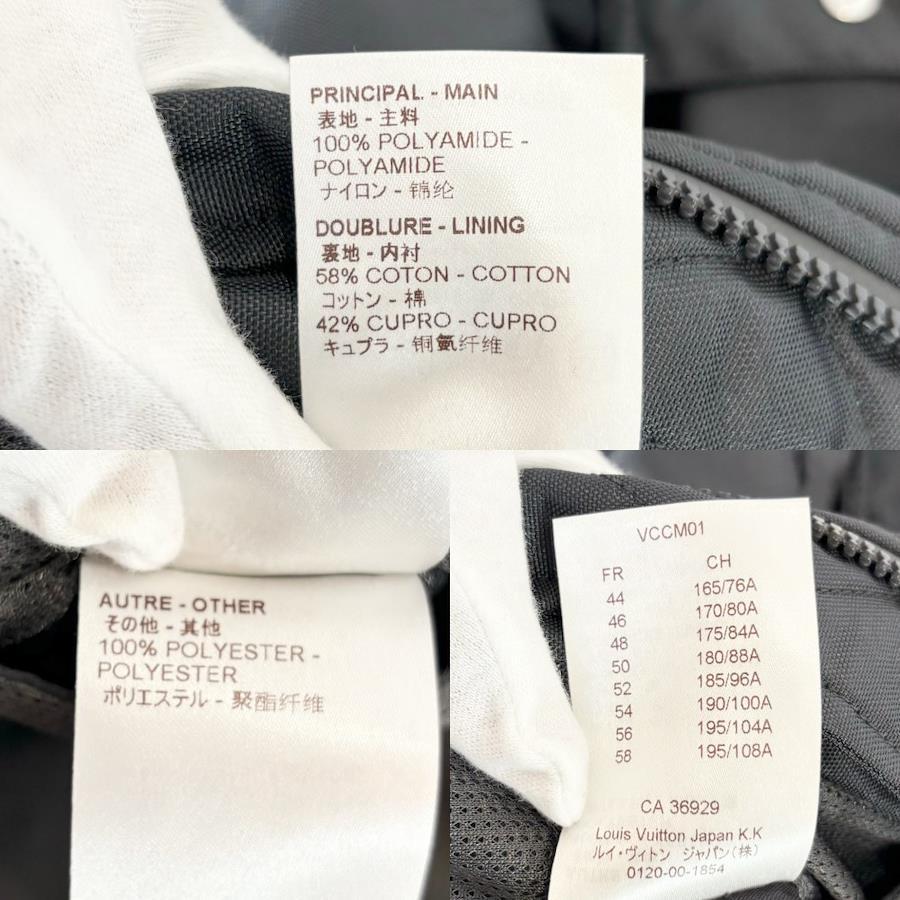 PRINCIPAL - MAIN
表地 - 主料
100% POLYAMIDE -
POLYAMIDE
ナイロン - 锦纶
DOUBLURE - LINING
裏地 - 内衬
58% COTON - COTTON
コットン - 棉
42% CUPRO - CUPRO
キュプラ - 铜氨纤维
AUTRE - OTHER
その他 - 其他
100% POLYESTER -
POLYESTER
ポリエステル - 聚酯纤维
VCCM01
FR CH
44 165/76A
46 170/80A
48 175/84A
50 180/88A
52 185/96A
54 190/100A
56 195/104A
58 195/108A
CA 36929
Louis Vuitton Japan K.K
ルイ・ヴィトン ジャパン(株)
0120-00-1854